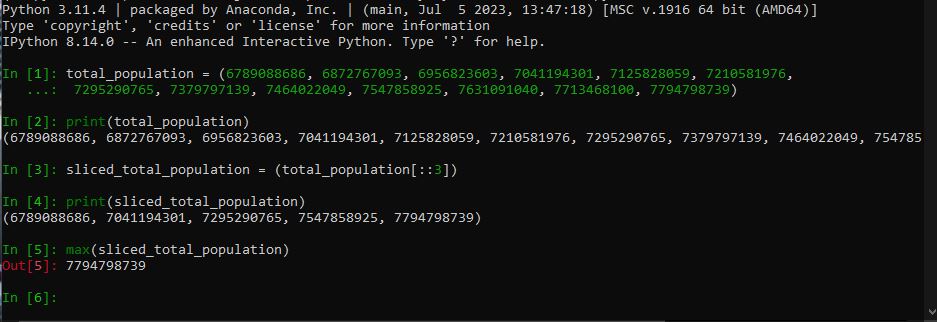 Python 3.11.4 | packaged by Anaconda, Inc. | (main, Jul  5 2023, 13:47:18) [MSC v.1916 64 bit (AMD64)]
Type 'copyright', 'credits' or 'license' for more information
IPython 8.14.0 -- An enhanced Interactive Python. Type '?' for help.
In [1]: total_population = (6789088686, 6872767093, 6956823603, 7041194301, 7125828059, 7210581976,
   ...:  7295290765, 7379797139, 7464022049, 7547858925, 7631091040, 7713468100, 7794798739)
In [2]: print(total_population)
(6789088686, 6872767093, 6956823603, 7041194301, 7125828059, 7210581976, 7295290765, 7379797139, 7464022049, 754785
In [3]: sliced_total_population = (total_population[::3])
In [4]: print(sliced_total_population)
(6789088686, 7041194301, 7295290765, 7547858925, 7794798739)
In [5]: max(sliced_total_population)
Out[5]: 7794798739
In [6]: